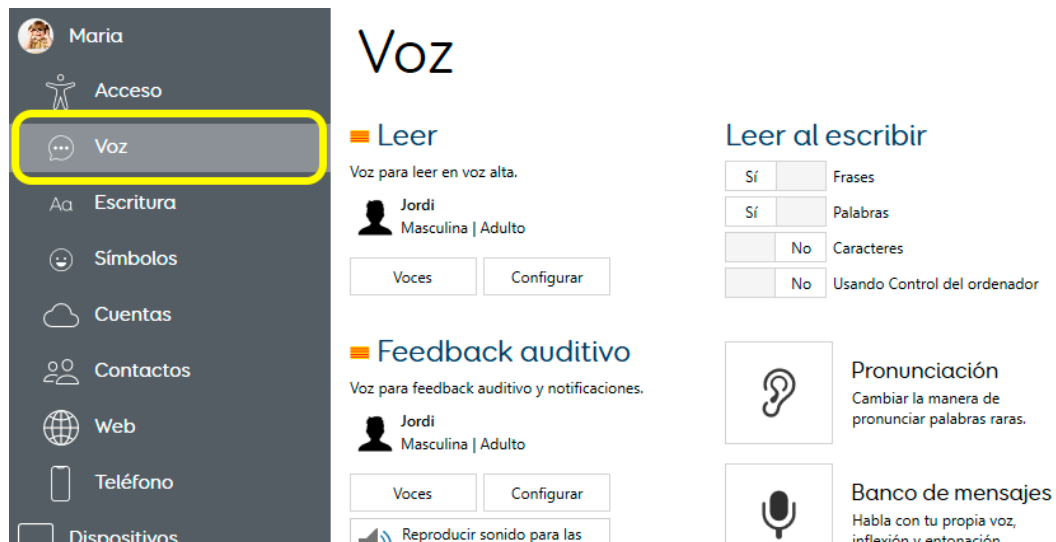 Maria
Acceso
Voz
Aa Escritura
Símbolos
Cuentas
Contactos
Web
Teléfono
Dispositivos
Voz
Leer
Voz para leer en voz alta.
Jordi
Masculina | Adulto
Voces Configurar
Feedback auditivo
Voz para feedback auditivo y notificaciones.
Jordi
Masculina | Adulto
Voces Configurar
Reproducir sonido para las
Leer al escribir
Sí Frases
Sí Palabras
No Caracteres
No Usando Control del ordenador
Pronunciación
Cambiar la manera de
pronunciar palabras raras.
Banco de mensajes
Habla con tu propia voz,
inflexión y entonación